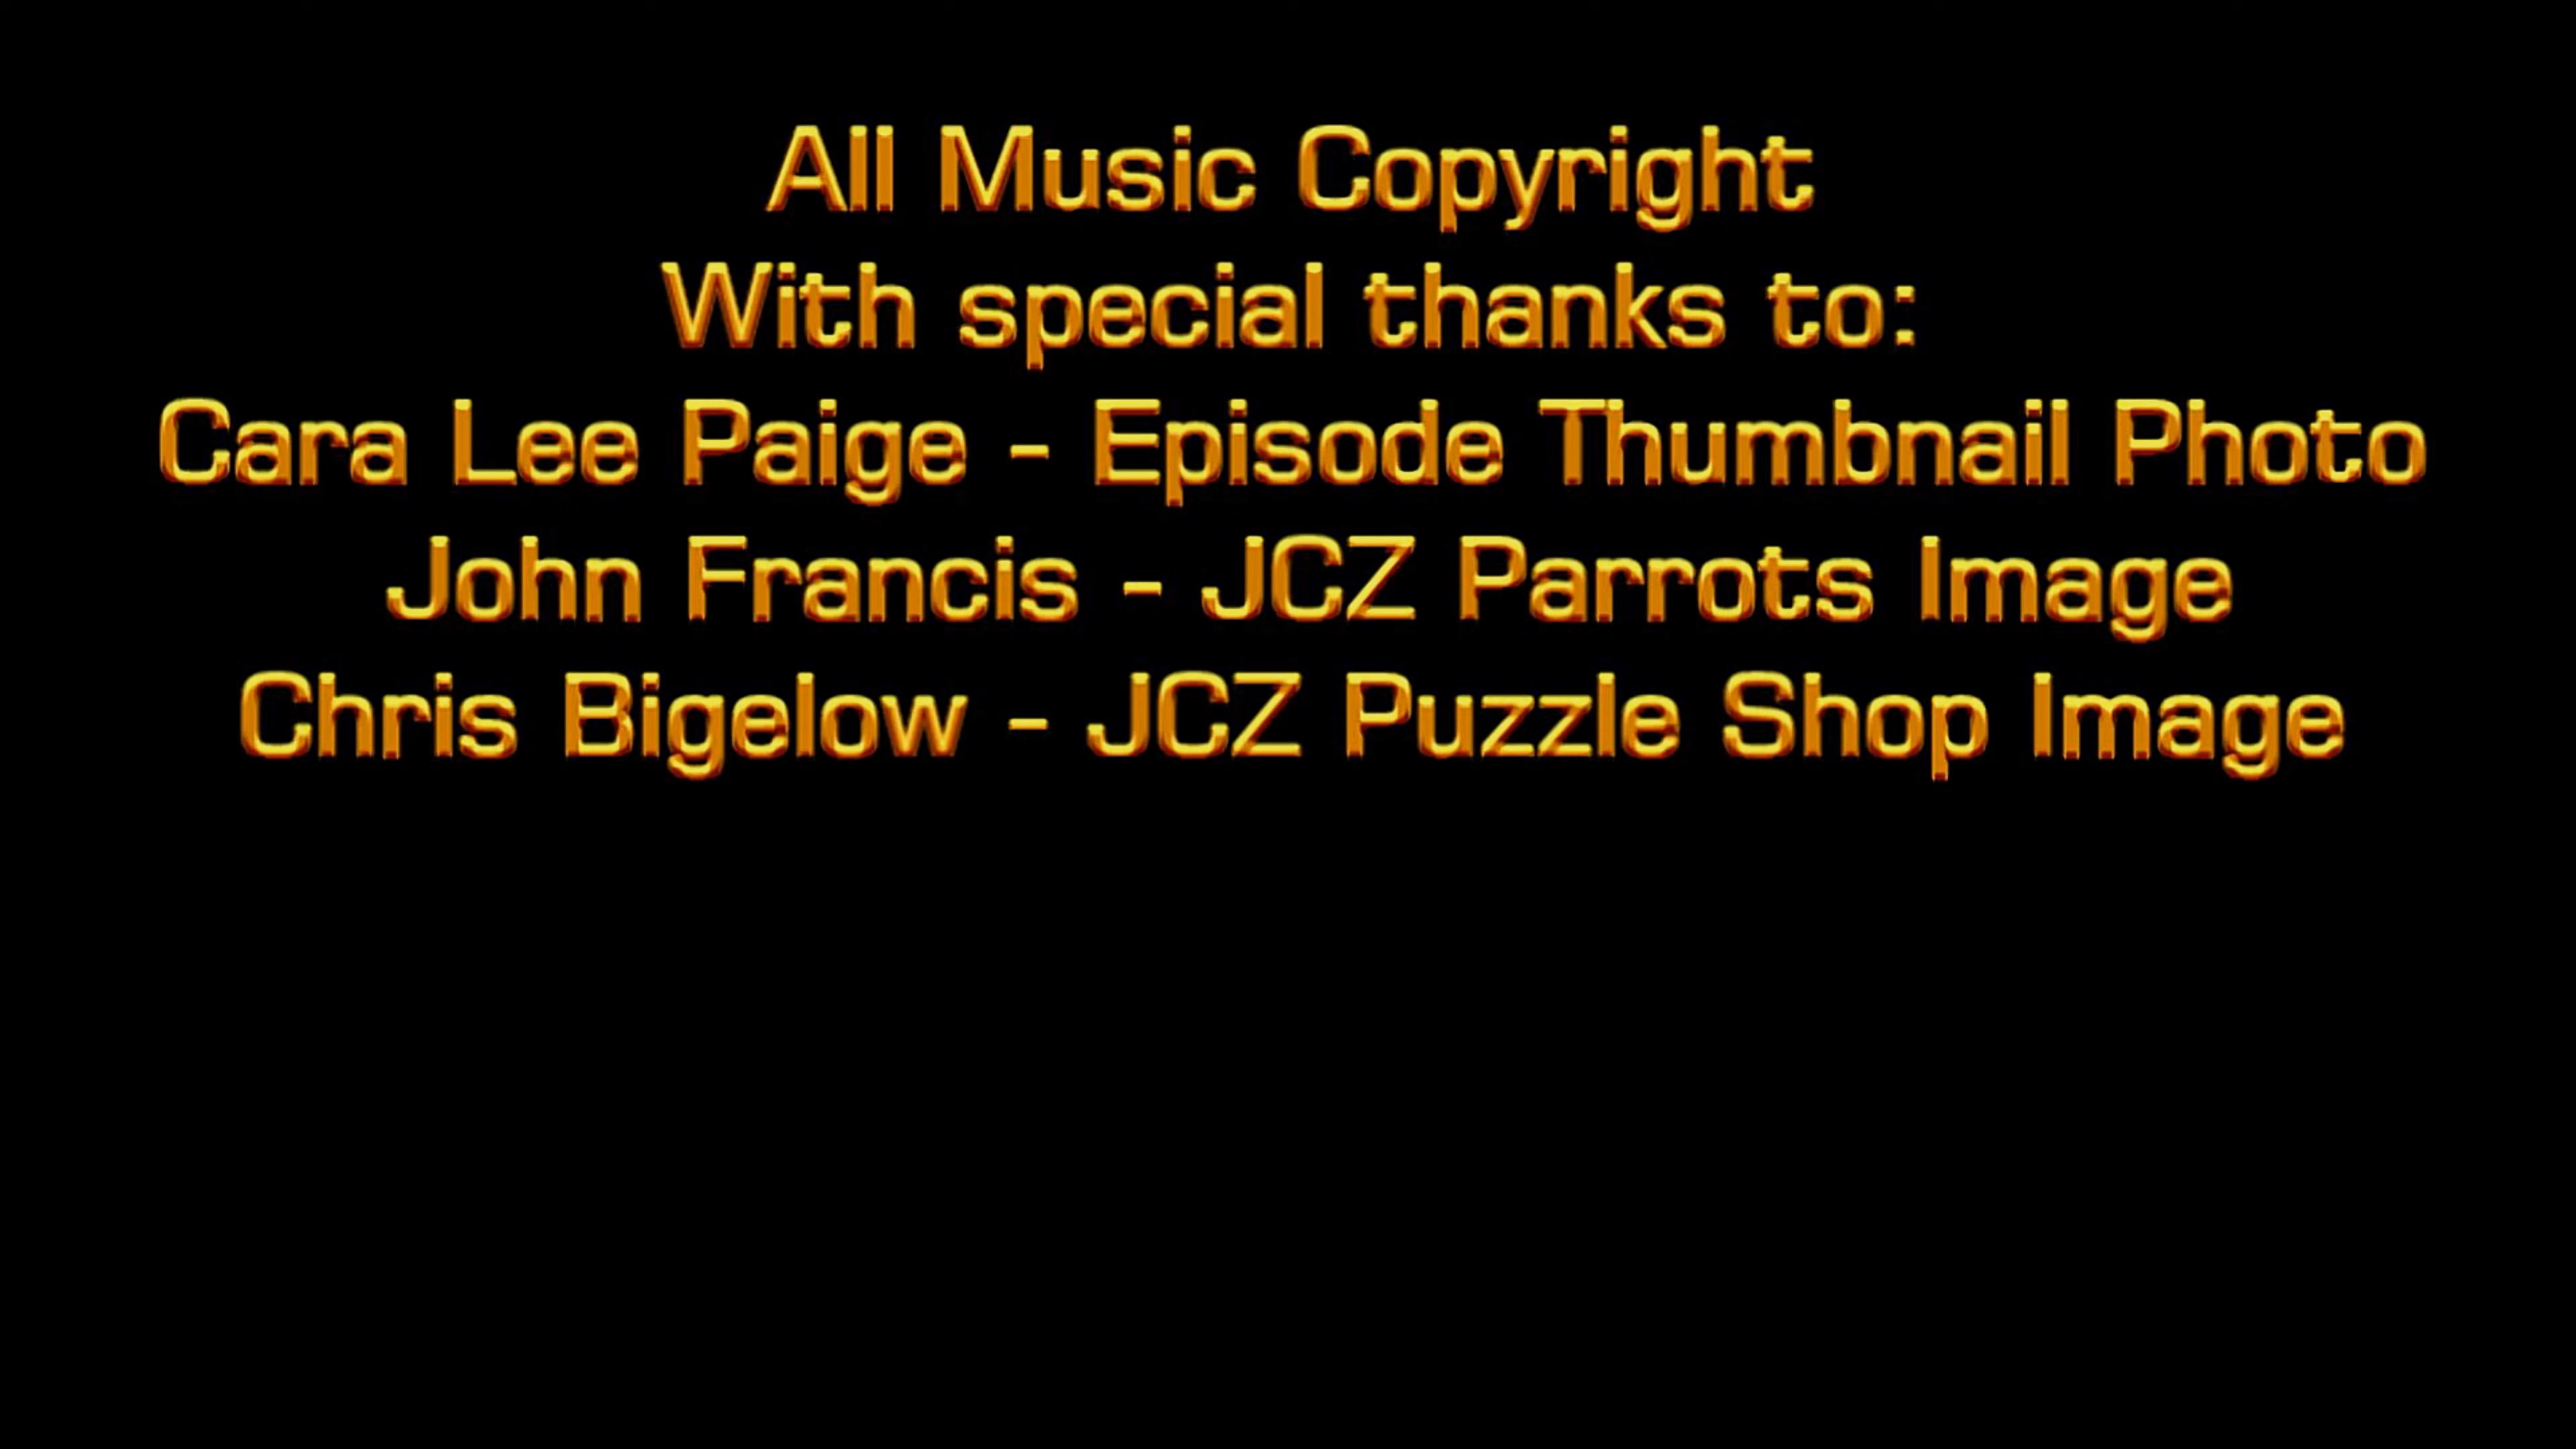 All Music Copyright
With special thanks to:
Cara Lee Paige - Episode Thumbnail Photo
John Francis - JCZ Parrots Image
Chris Bigelow - JCZ Puzzle Shop Image